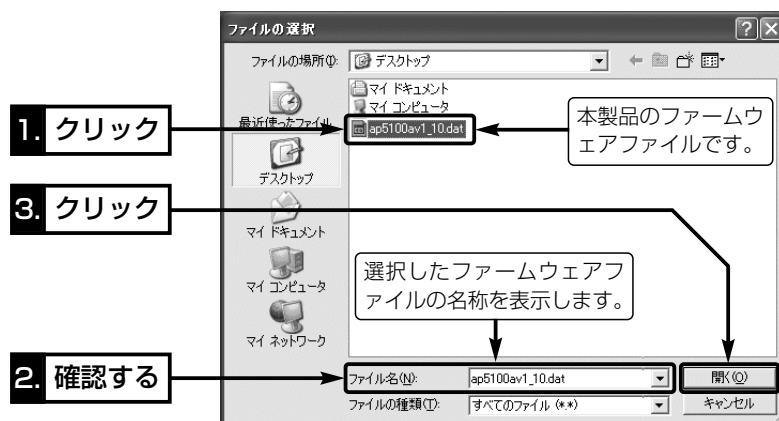 ファイルの選択
ファイルの場所(I):
デスクトップ
マイ ドキュメント
マイ コンピュータ
ap5100av1_10.dat
最近使ったファイル
デスクトップ
マイ ドキュメント
マイ コンピュータ
マイ ネットワーク
1. クリック
本製品のファームウ
ェアファイルです。
3. クリック
選択したファームウェアフ
ァイルの名称を表示します。
2. 確認する
ファイル名(N):
ap5100av1_10.dat
開く(O)
ファイルの種類(T):
すべてのファイル (*.*)
キャンセル